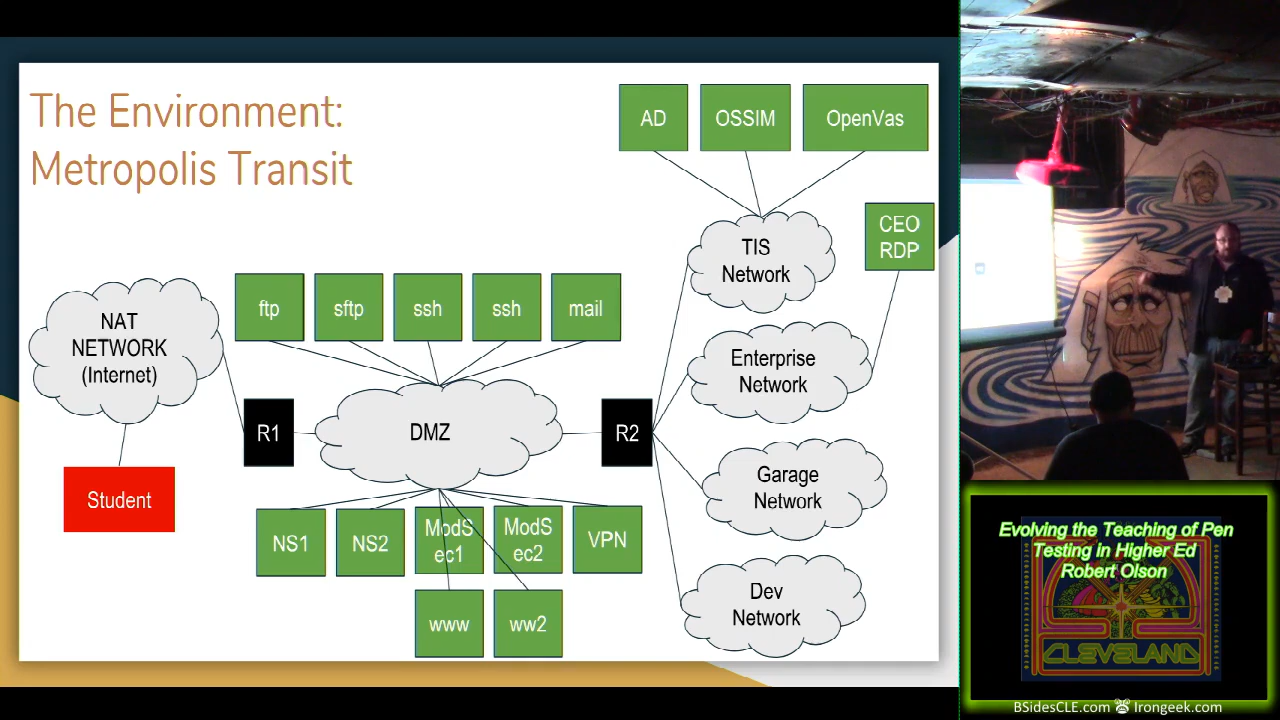 The Environment:
Metropolis Transit
AD
OSSIM
OpenVas
TIS
Network
CEO
RDP
NAT
NETWORK
(Internet)
ftp
sftp
ssh
ssh
mail
Enterprise
Network
R1
DMZ
R2
Student
Garage
Network
NS1
NS2
ModS
ec1
ModS
ec2
VPN
www
ww2
Dev
Network
Evolving the Teaching of Pen
Testing in Higher Ed
Robert Olson
CLEVELAND
BSidesCLE.com Irongeek.com